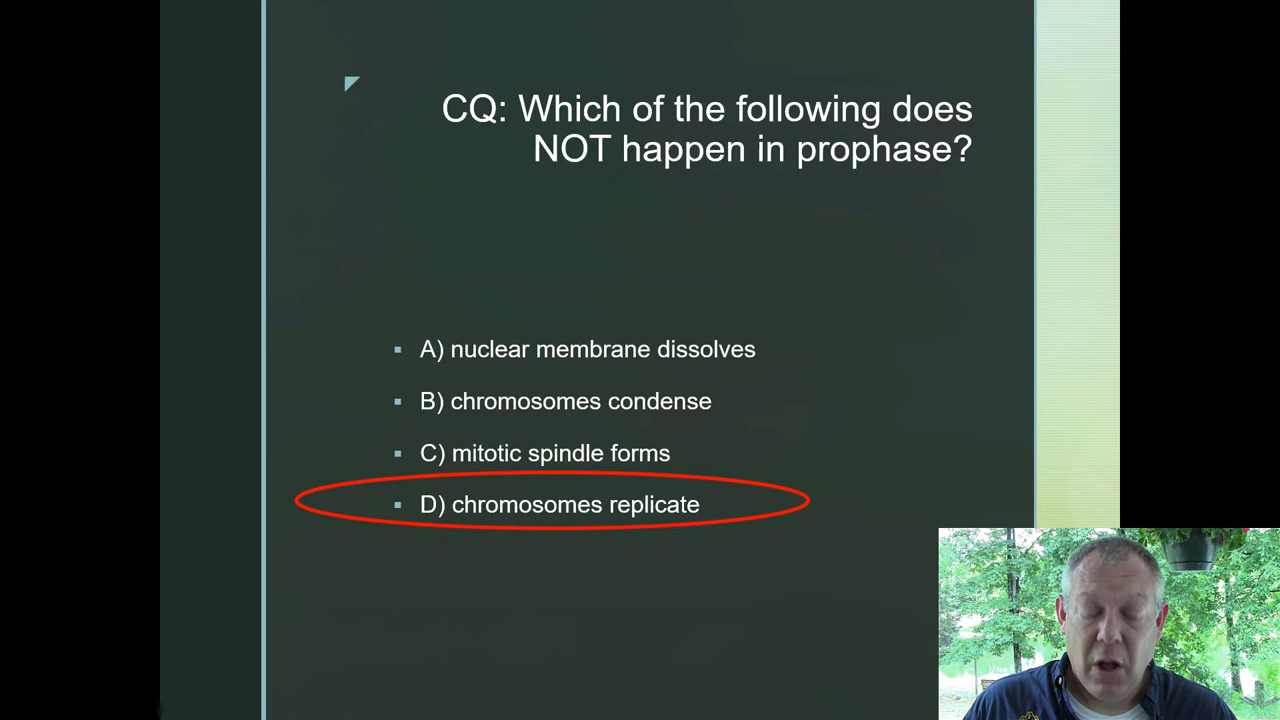 CQ: Which of the following does
NOT happen in prophase?
A) nuclear membrane dissolves
B) chromosomes condense
C) mitotic spindle forms
D) chromosomes replicate